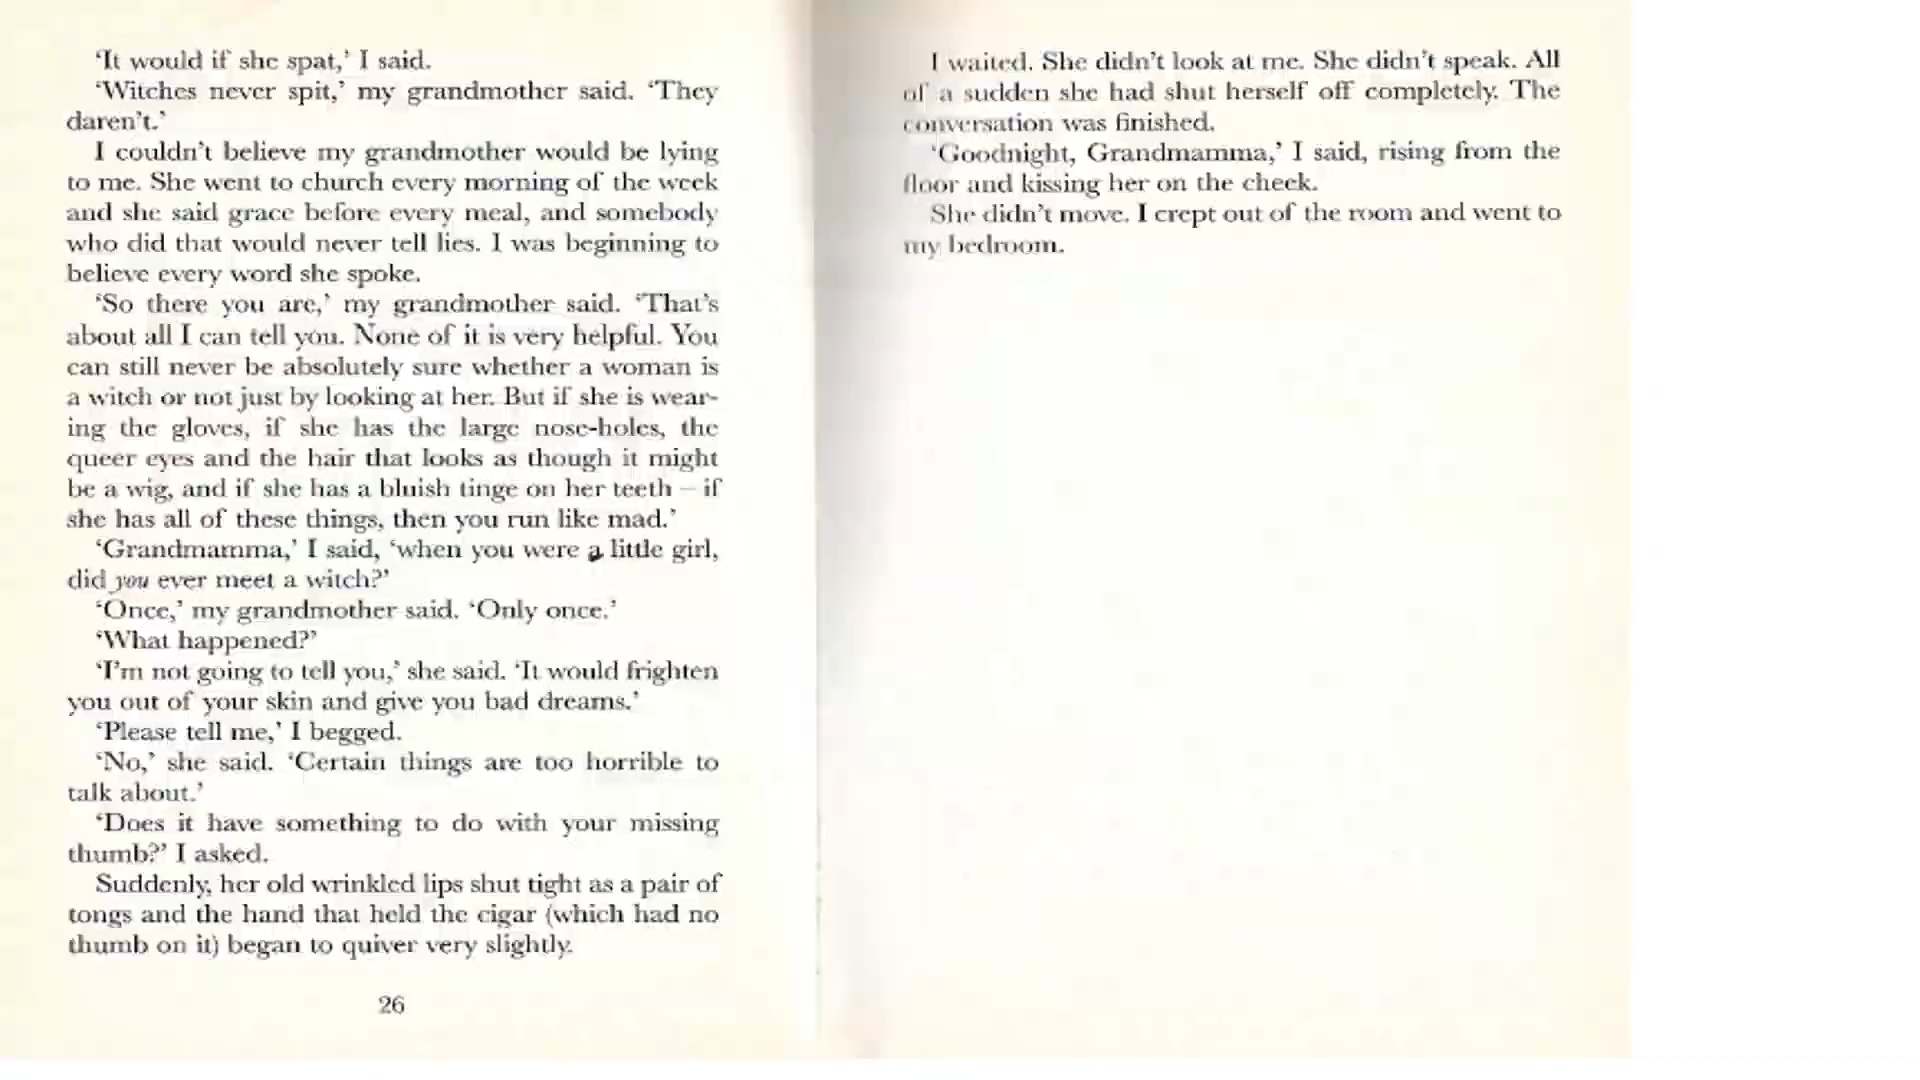 ‘It would if she spat,’ I said.
‘Witches never spit,’ my grandmother said. ‘They
daren’t.’
I couldn’t believe my grandmother would be lying
to me. She went to church every morning of the week
and she said grace before every meal, and somebody
who did that would never tell lies. I was beginning to
believe every word she spoke.
‘So there you are,’ my grandmother said. ‘That’s
about all I can tell you. None of it is very helpful. You
can still never be absolutely sure whether a woman is
a witch or not just by looking at her. But if she is wear-
ing the gloves, if she has the large nose-holes, the
queer eyes and the hair that looks as though it might
be a wig, and if she has a bluish tinge on her teeth – if
she has all of these things, then you run like mad.’
‘Grandmamma,’ I said, ‘when you were a little girl,
did you ever meet a witch?’
‘Once,’ my grandmother said. ‘Only once.’
‘What happened?’
‘I’m not going to tell you,’ she said. ‘It would frighten
you out of your skin and give you bad dreams.’
‘Please tell me,’ I begged.
‘No,’ she said. ‘Certain things are too horrible to
talk about.’
‘Does it have something to do with your missing
thumb?’ I asked.
Suddenly, her old wrinkled lips shut tight as a pair of
tongs and the hand that held the cigar (which had no
thumb on it) began to quiver very slightly.
26
I waited. She didn’t look at me. She didn’t speak. All
of a sudden she had shut herself off completely. The
conversation was finished.
‘Goodnight, Grandmamma,’ I said, rising from the
floor and kissing her on the cheek.
She didn’t move. I crept out of the room and went to
my bedroom.